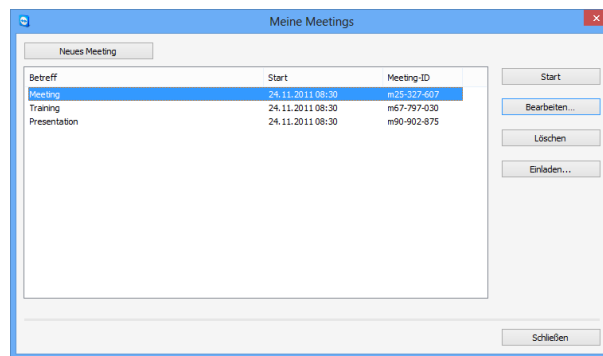 Meine Meetings
Neues Meeting
Betreff Start Meeting-ID
Meeting 24.11.2011 08:30 m25-327-607
Training 24.11.2011 08:30 m67-797-030
Presentation 24.11.2011 08:30 m90-902-875
Start
Bearbeiten...
Löschen
Einladen...
Schließen